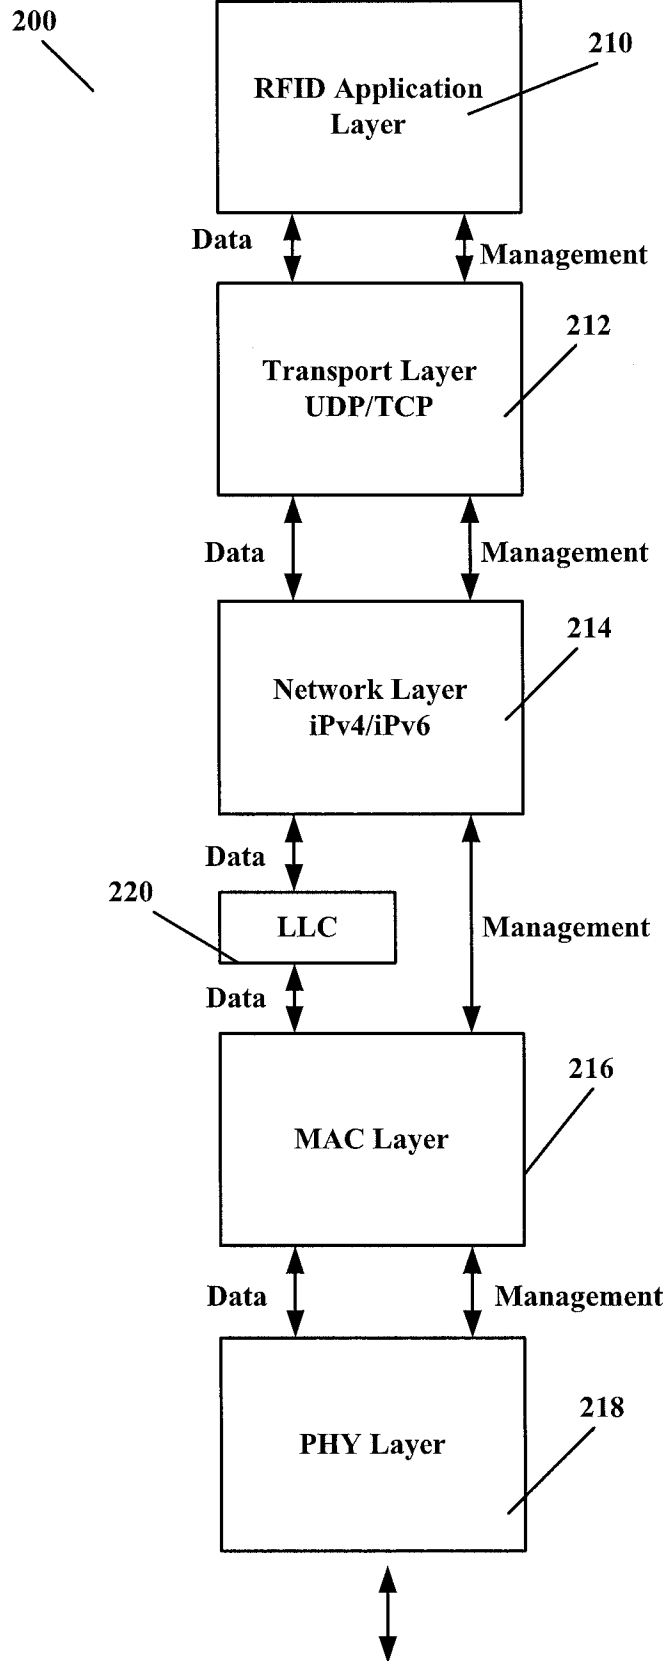 200
210
RFID Application
Layer
Data
Management
212
Transport Layer
UDP/TCP
Data
Management
214
Network Layer
iPv4/iPv6
Data
220
LLC
Management
Data
216
MAC Layer
Data
Management
218
PHY Layer